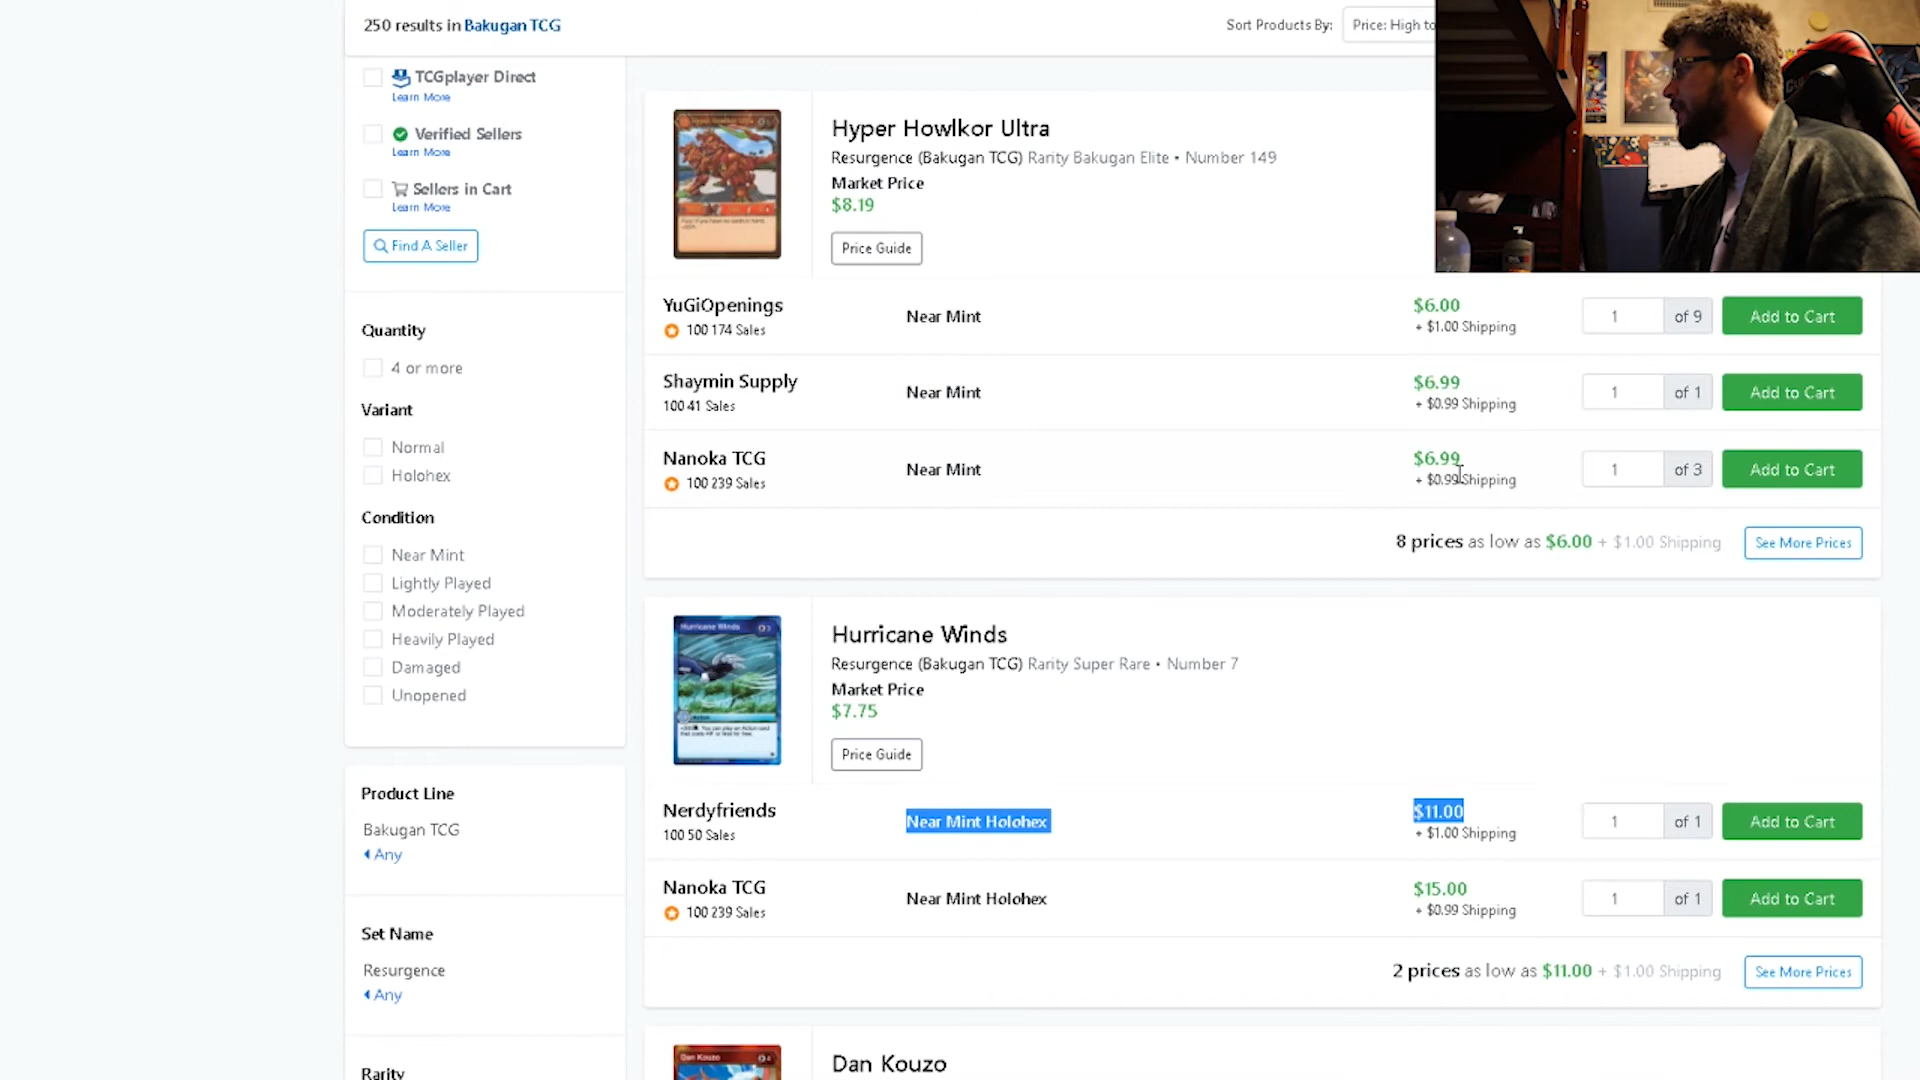 250 results in Bakugan TCG
Sort Products By:
Price: High to
TCGplayer Direct
Learn More
Verified Sellers
Learn More
Sellers in Cart
Learn More
Find A Seller
Quantity
4 or more
Variant
Normal
Holohex
Condition
Near Mint
Lightly Played
Moderately Played
Heavily Played
Damaged
Unopened
Product Line
Bakugan TCG
Any
Set Name
Resurgence
Any
Rarity
Hyper Howlkor Ultra
Resurgence (Bakugan TCG) Rarity Bakugan Elite • Number 149
Market Price
$8.19
Price Guide
YuGiOpenings
100 174 Sales
Near Mint
$6.00
+ $1.00 Shipping
1 of 9
Add to Cart
Shaymin Supply
100 41 Sales
Near Mint
$6.99
+ $0.99 Shipping
1 of 1
Add to Cart
Nanoka TCG
100 239 Sales
Near Mint
$6.99
+ $0.99 Shipping
1 of 3
Add to Cart
8 prices as low as $6.00 + $1.00 Shipping
See More Prices
Hurricane Winds
Hurricane Winds
Resurgence (Bakugan TCG) Rarity Super Rare • Number 7
Market Price
$7.75
Price Guide
Nerdyfriends
100 50 Sales
Near Mint Holohex
$11.00
+ $1.00 Shipping
1 of 1
Add to Cart
Nanoka TCG
100 239 Sales
Near Mint Holohex
$15.00
+ $0.99 Shipping
1 of 1
Add to Cart
2 prices as low as $11.00 + $1.00 Shipping
See More Prices
Dan Kouzo
Dan Kouzo